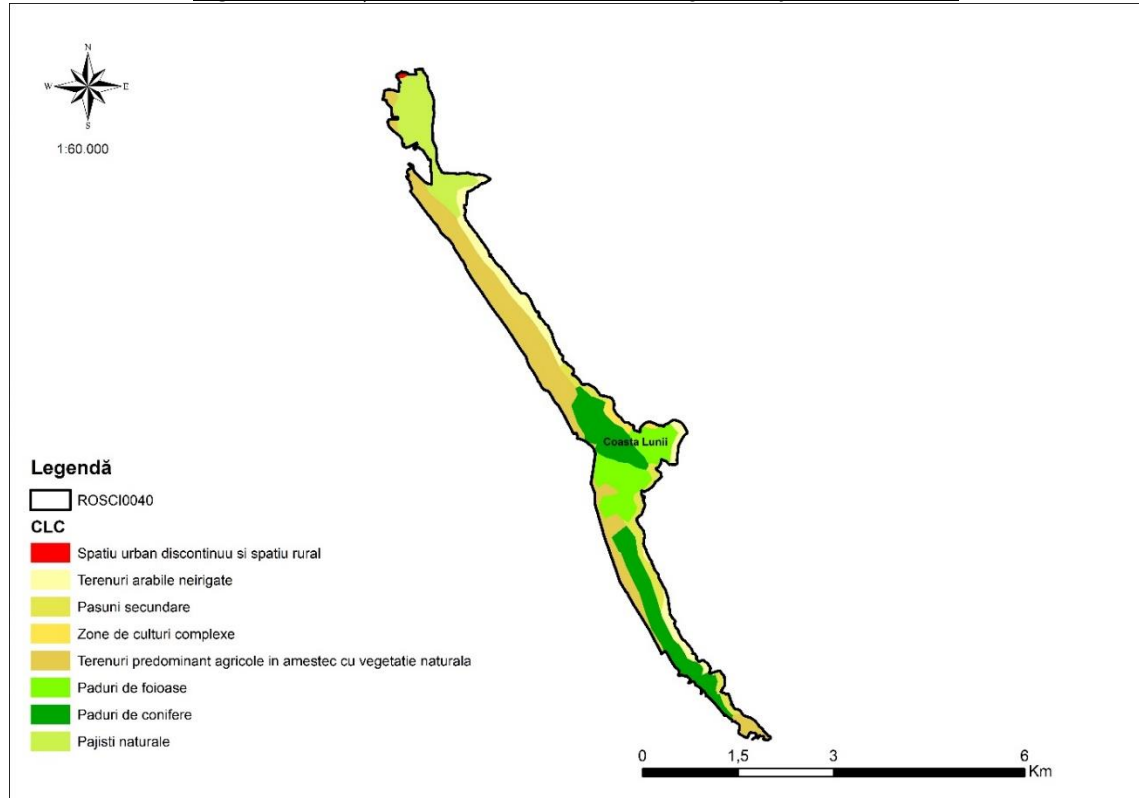 N
W E
S
1:60.000
Coasta Lunii
Legendă
ROSCI0040
CLC
Spatiu urban discontinuu si spatiu rural
Terenuri arabile neirigate
Pasuni secundare
Zone de culturi complexe
Terenuri predominant agricole in amestec cu vegetatie naturala
Paduri de foioase
Paduri de conifere
Pajisti naturale
0 1,5 3 6
Km